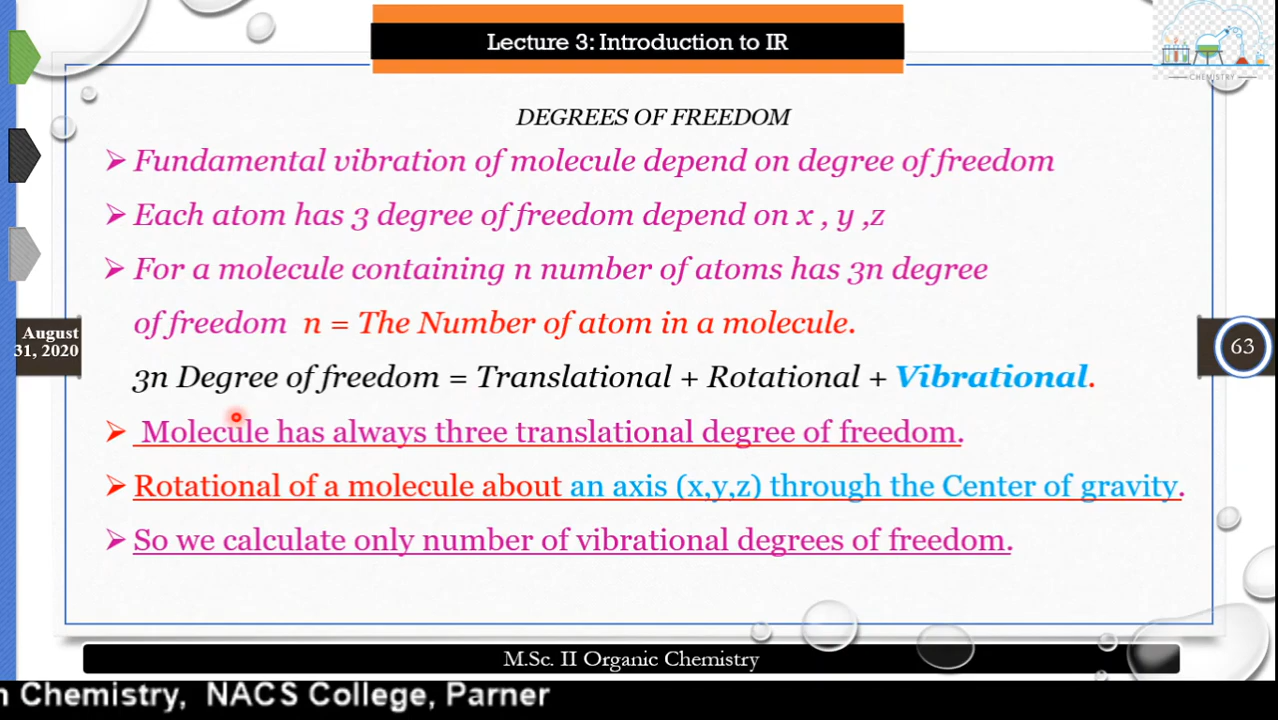 Lecture 3: Introduction to IR
CHEMISTRY
DEGREES OF FREEDOM
Fundamental vibration of molecule depend on degree of freedom
Each atom has 3 degree of freedom depend on x , y ,z
For a molecule containing n number of atoms has 3n degree
of freedom n = The Number of atom in a molecule.
August
31, 2020
63
3n Degree of freedom = Translational + Rotational + Vibrational.
Molecule has always three translational degree of freedom.
Rotational of a molecule about an axis (x,y,z) through the Center of gravity.
So we calculate only number of vibrational degrees of freedom.
M.Sc. II Organic Chemistry
n Chemistry, NACS College, Parner